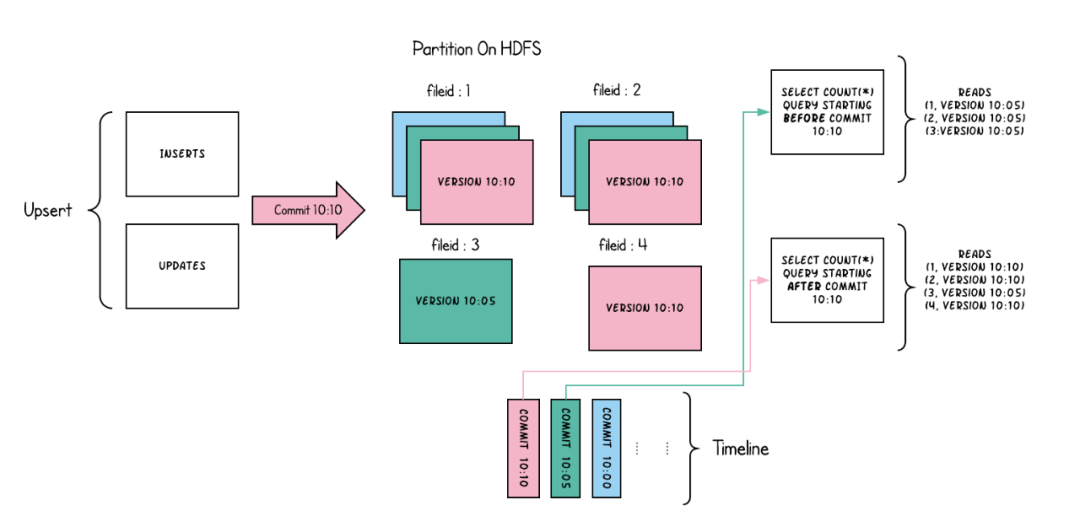 Partition On HDFS
fileid : 1
fileid : 2
INSERTS
UPDATES
Upsert
Commit 10:10
VERSION 10:10
VERSION 10:10
fileid : 3
fileid : 4
VERSION 10:05
VERSION 10:10
SELECT COUNT(*)
QUERY STARTING
BEFORE COMMIT
10:10
READS
(1, VERSION 10:05)
(2, VERSION 10:05)
(3:VERSION 10:05)
SELECT COUNT(*)
QUERY STARTING
AFTER COMMIT
10:10
READS
(1, VERSION 10:10)
(2, VERSION 10:10)
(3, VERSION 10:05)
(4, VERSION 10:10)
COMMIT 10:10
COMMIT 10:05
COMMIT 10:00
Timeline